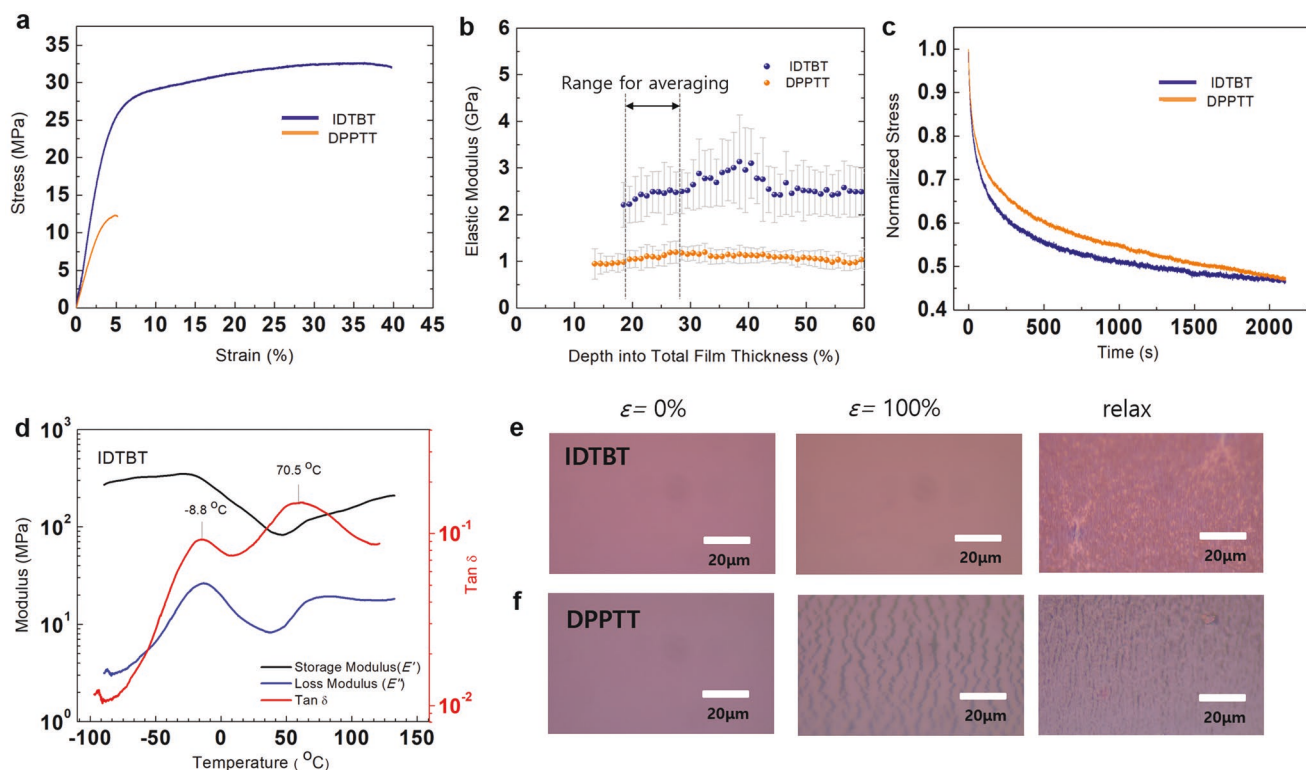 a
35
30
25
20
15
10
5
0
Stress (MPa)
IDTBT
DPPTT
0 5 10 15 20 25 30 35 40 45
Strain (%)
b
6
5
4
3
2
1
0
Elastic Modulus (GPa)
IDTBT
DPPTT
Range for averaging
0 10 20 30 40 50 60
Depth into Total Film Thickness (%)
c
1.0
0.9
0.8
0.7
0.6
0.5
0.4
Normalized Stress
IDTBT
DPPTT
0 500 1000 1500 2000
Time (s)
d
IDTBT
10³
10²
10¹
10⁰
Modulus (MPa)
-8.8 °C
70.5 °C
10⁻¹
10⁻²
Tan δ
Storage Modulus(E')
Loss Modulus (E")
Tan δ
-100 -50 0 50 100 150
Temperature (°C)
ε= 0% ε= 100% relax
e
IDTBT
20μm 20μm 20μm
f
DPPTT
20μm 20μm 20μm